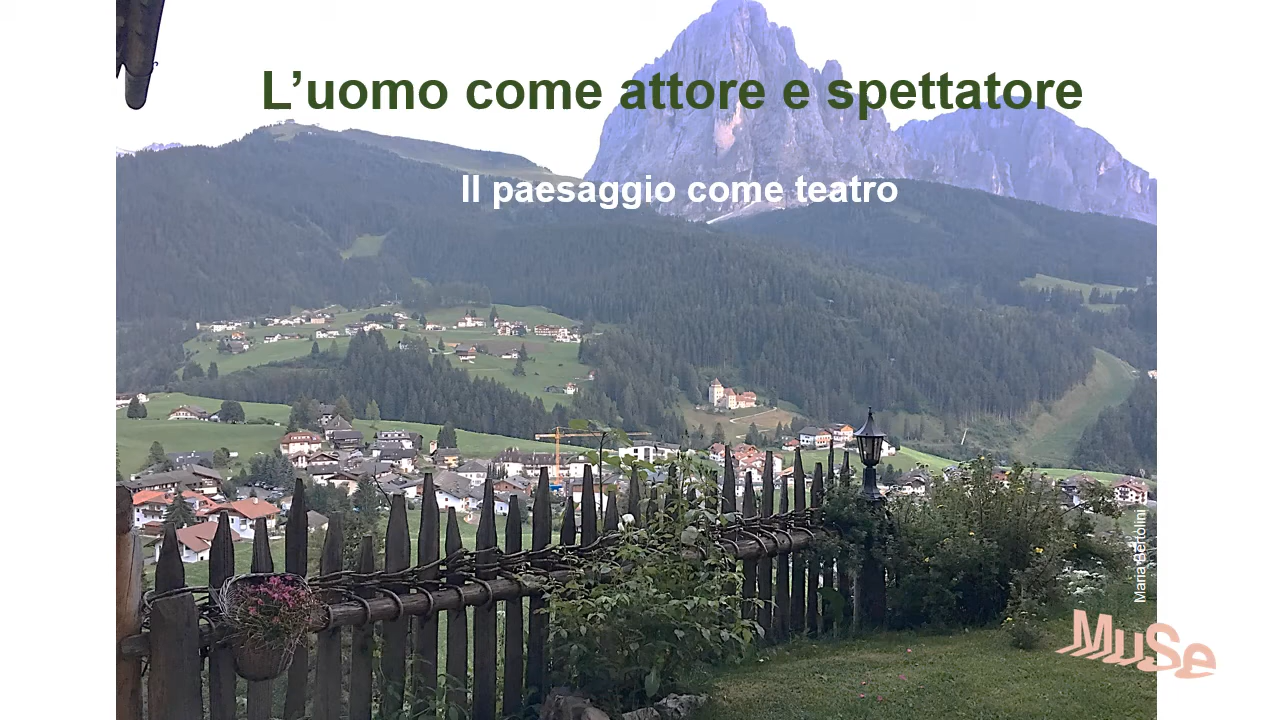 L’uomo come attore e spettatore
Il paesaggio come teatro
Maria Bertolini
MUSe